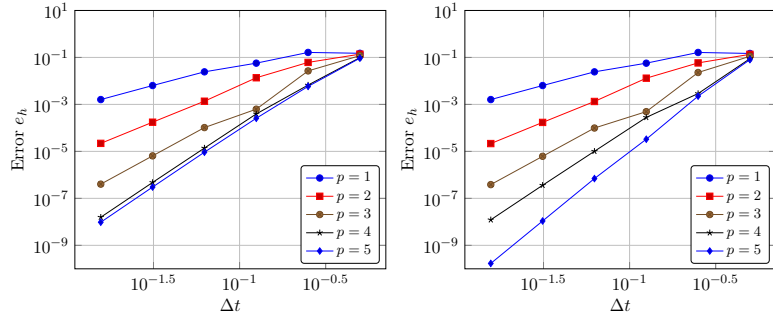 10^1
10^-1
10^-3
10^-5
10^-7
10^-9
Error e_h
10^-1.5
10^-1
10^-0.5
Δt
p = 1
p = 2
p = 3
p = 4
p = 5
10^1
10^-1
10^-3
10^-5
10^-7
10^-9
Error e_h
10^-1.5
10^-1
10^-0.5
Δt
p = 1
p = 2
p = 3
p = 4
p = 5